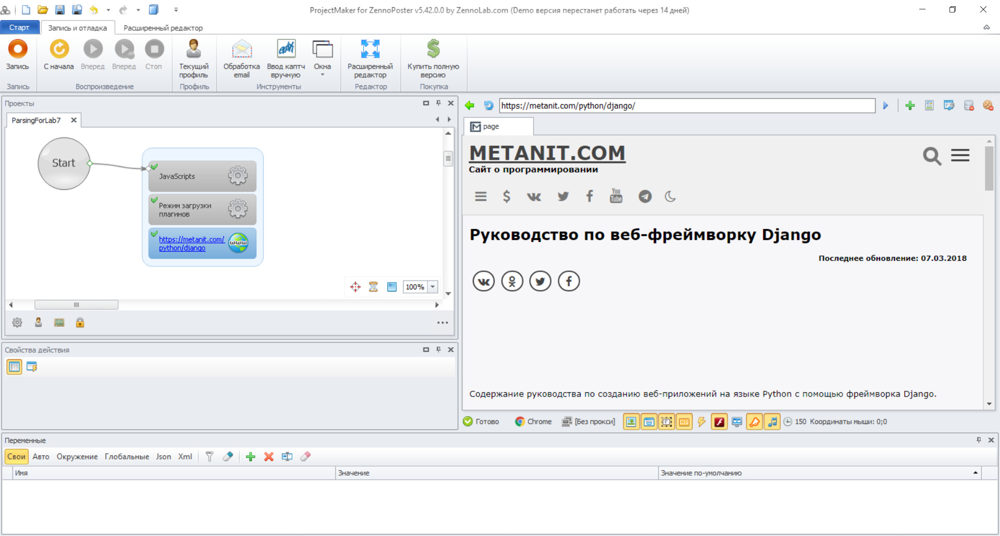 ProjectMaker for ZennoPoster v5.42.0.0 by ZennoLab.com (Demo версия перестанет работать через 14 дней)
Старт
Запись и отладка
Расширенный редактор
Запись
С начала
Вперед
Вперед
Стоп
Текущий
профиль
Обработка
email
Ввод каптч
вручную
Окна
Расширенный
редактор
Купить полную
версию
Запись
Воспроизведение
Профиль
Инструменты
Редактор
Покупка
Проекты
ParsingForLab7
Start
JavaScripts
Режим загрузки
плагинов
https://metanit.com/
python/django
www
100%
Свойства действия
https://metanit.com/python/django/
page
METANIT.COM
Сайт о программировании
You
Tube
Руководство по веб-фреймворку Django
Последнее обновление: 07.03.2018
Содержание руководства по созданию веб-приложений на языке Python с помощью фреймворка Django.
Готово
Chrome
[Без прокси]
150
Координаты мыши: 0;0
Переменные
Свои
Авто
Окружение
Глобальные
Json
Xml
Имя
Значение
Значение по-умолчанию